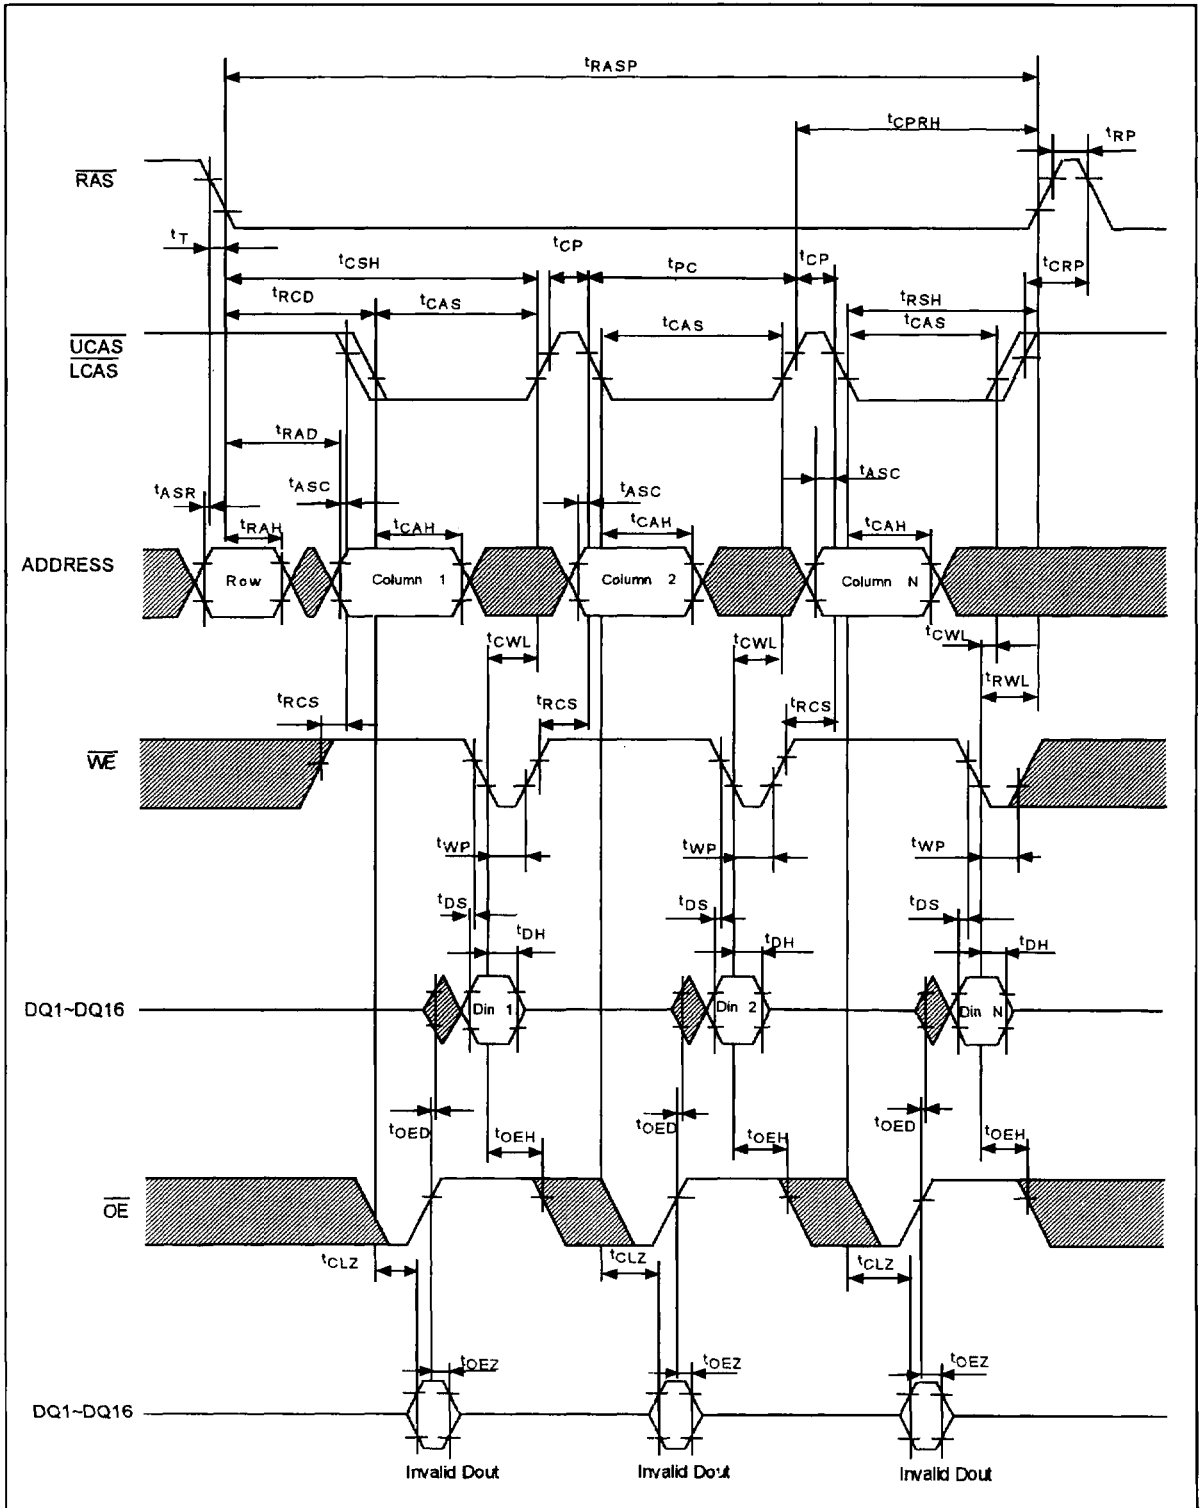 tRASP
tCPRH
tRP
RAS
tT
tCP
tCSH
tPC
tCP
tCRP
tRCD
tCAS
tRSH
tCAS
tCAS
UCAS
LCAS
tRAD
tASR
tASC
tASC
tASC
tRAH
tCAH
tCAH
tCAH
ADDRESS
Row
Column 1
Column 2
Column N
tCWL
tCWL
tCWL
tRCS
tRCS
tRCS
tRWL
WE
tWP
tWP
tWP
tDS
tDS
tDS
tDH
tDH
tDH
DQ1~DQ16
Din 1
Din 2
Din N
tOED
tOED
tOED
tOEH
tOEH
tOEH
OE
tCLZ
tCLZ
tCLZ
tOEZ
tOEZ
tOEZ
DQ1~DQ16
Invalid Dout
Invalid Dout
Invalid Dout